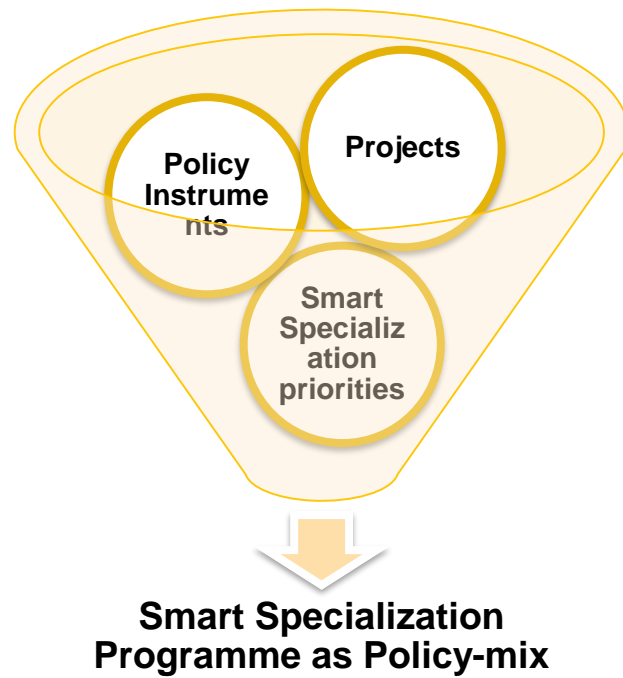 Projects
Policy
Instrume
nts
Smart
Specializ
ation
priorities
Smart Specialization
Programme as Policy-mix